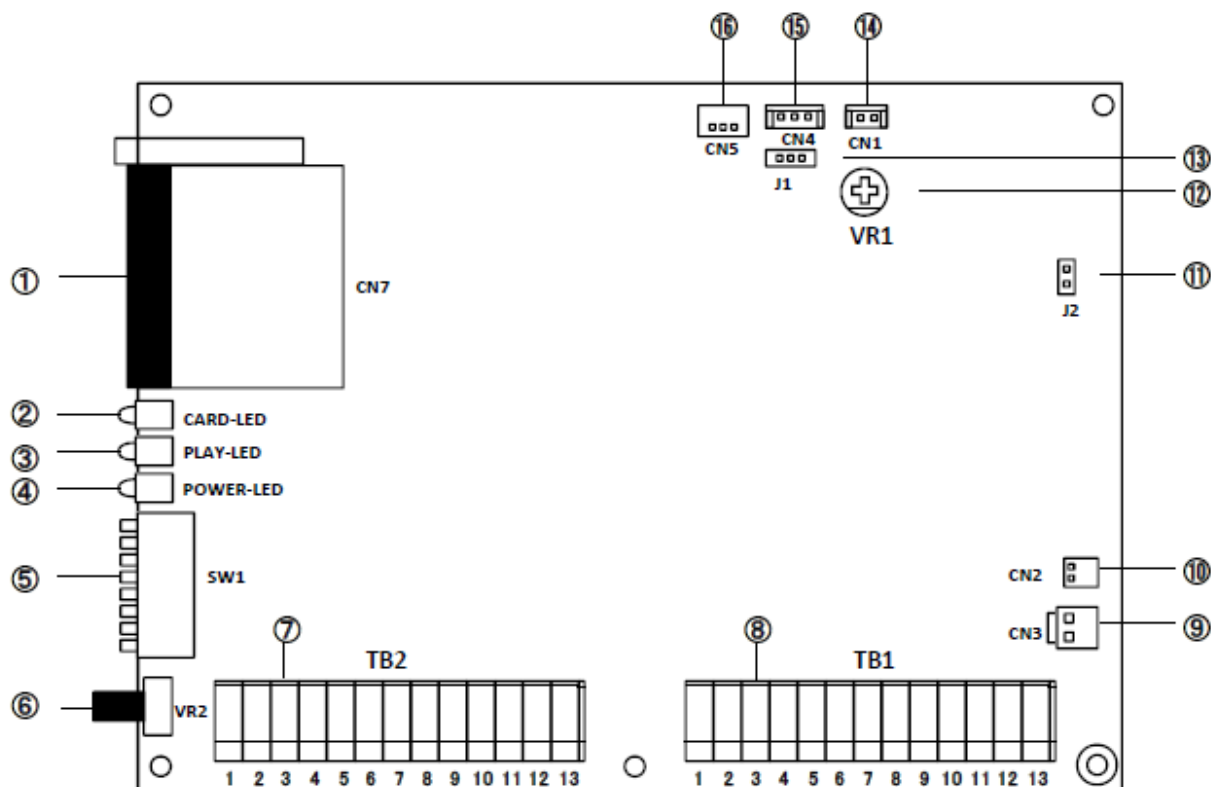 ⑯ ⑮ ⑭
CN5 CN4 CN1
⑬
J1
⑫
VR1
① CN7 ⑪
J2
② CARD-LED
③ PLAY-LED
④ POWER-LED
⑤ SW1 CN2 ⑩
CN3 ⑨
⑦ ⑧
TB2 TB1
⑥ VR2
1 2 3 4 5 6 7 8 9 10 11 12 13 1 2 3 4 5 6 7 8 9 10 11 12 13